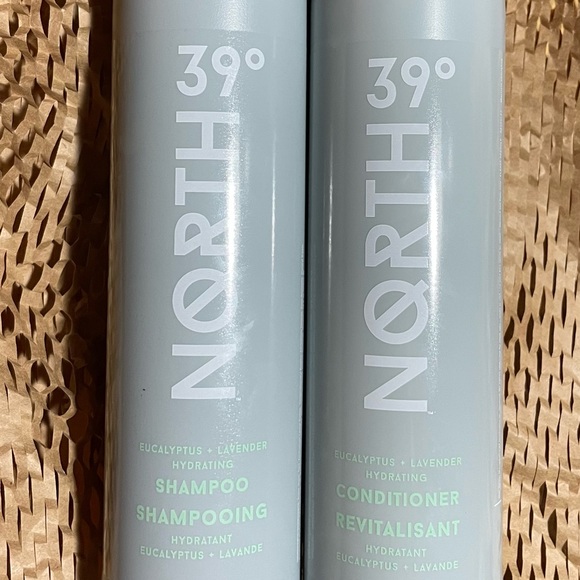 39°
NØRTH
EUCALYPTUS + LAVENDER
HYDRATING
SHAMPOO
SHAMPOOING
HYDRATANT
EUCALYPTUS + LAVANDE
39°
NØRTH
EUCALYPTUS + LAVENDER
HYDRATING
CONDITIONER
REVITALISANT
HYDRATANT
EUCALYPTUS + LAVANDE